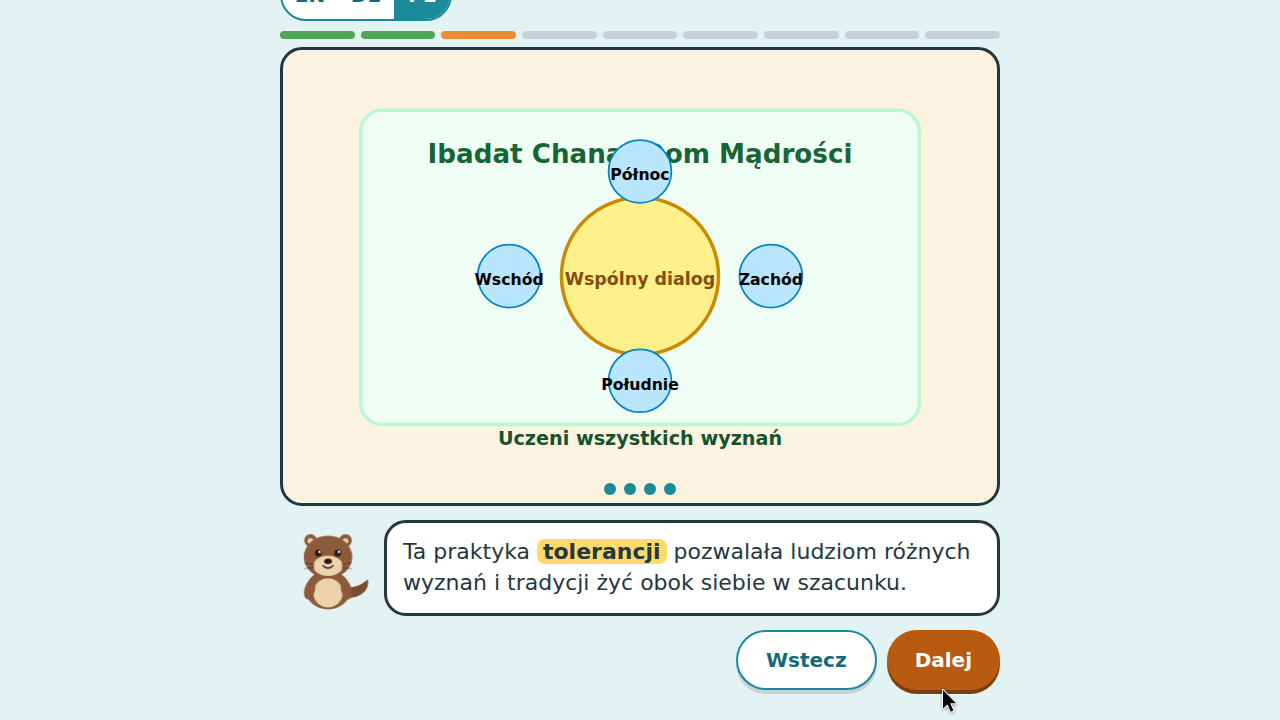 Ibadat Chana
om Mądrości
Północ
Wschód
Wspólny dialog
Zachód
Południe
Uczeni wszystkich wyznań
Ta praktyka tolerancji pozwalała ludziom różnych
wyznań i tradycji żyć obok siebie w szacunku.
Wstecz
Dalej